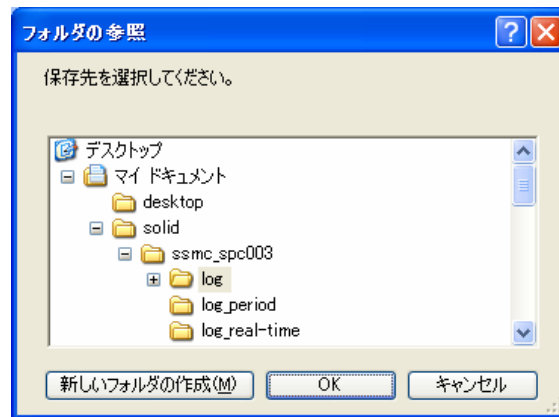 フォルダの参照
保存先を選択してください。
デスクトップ
マイ ドキュメント
desktop
solid
ssmc_spc003
log
log_period
log_real-time
新しいフォルダの作成(M) OK キャンセル